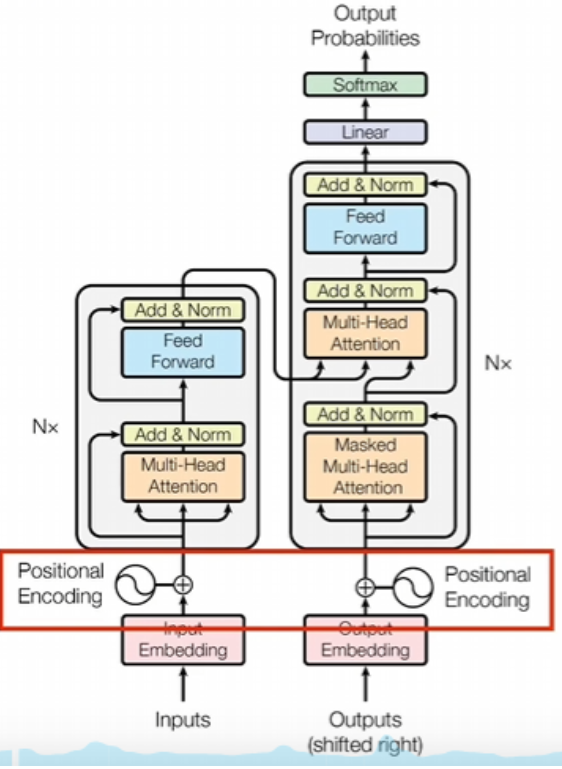 Output
Probabilities
Softmax
Linear
Add & Norm
Feed
Forward
Add & Norm
Multi-Head
Attention
Add & Norm
Masked
Multi-Head
Attention
Nx
Add & Norm
Feed
Forward
Add & Norm
Multi-Head
Attention
Nx
Positional
Encoding
Positional
Encoding
Input
Embedding
Output
Embedding
Inputs
Outputs
(shifted right)